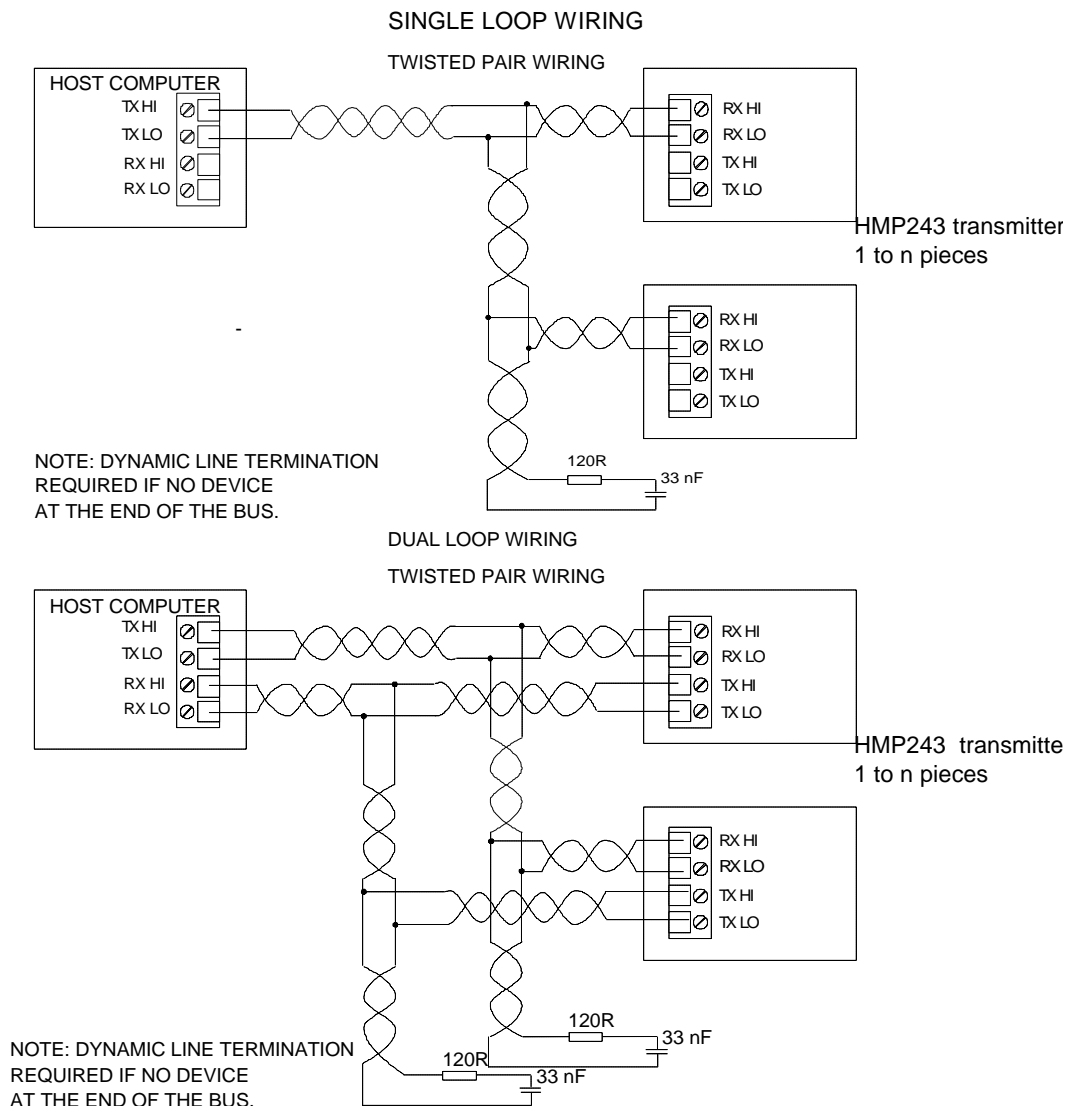 SINGLE LOOP WIRING
TWISTED PAIR WIRING
HOST COMPUTER
TX HI
TX LO
RX HI
RX LO
RX HI
RX LO
TX HI
TX LO
HMP243 transmitter
1 to n pieces
RX HI
RX LO
TX HI
TX LO
-
NOTE: DYNAMIC LINE TERMINATION
REQUIRED IF NO DEVICE
AT THE END OF THE BUS.
120R
33 nF
DUAL LOOP WIRING
TWISTED PAIR WIRING
HOST COMPUTER
TX HI
TX LO
RX HI
RX LO
RX HI
RX LO
TX HI
TX LO
HMP243 transmitte
1 to n pieces
RX HI
RX LO
TX HI
TX LO
120R
33 nF
NOTE: DYNAMIC LINE TERMINATION
REQUIRED IF NO DEVICE
AT THE END OF THE BUS.
120R
33 nF